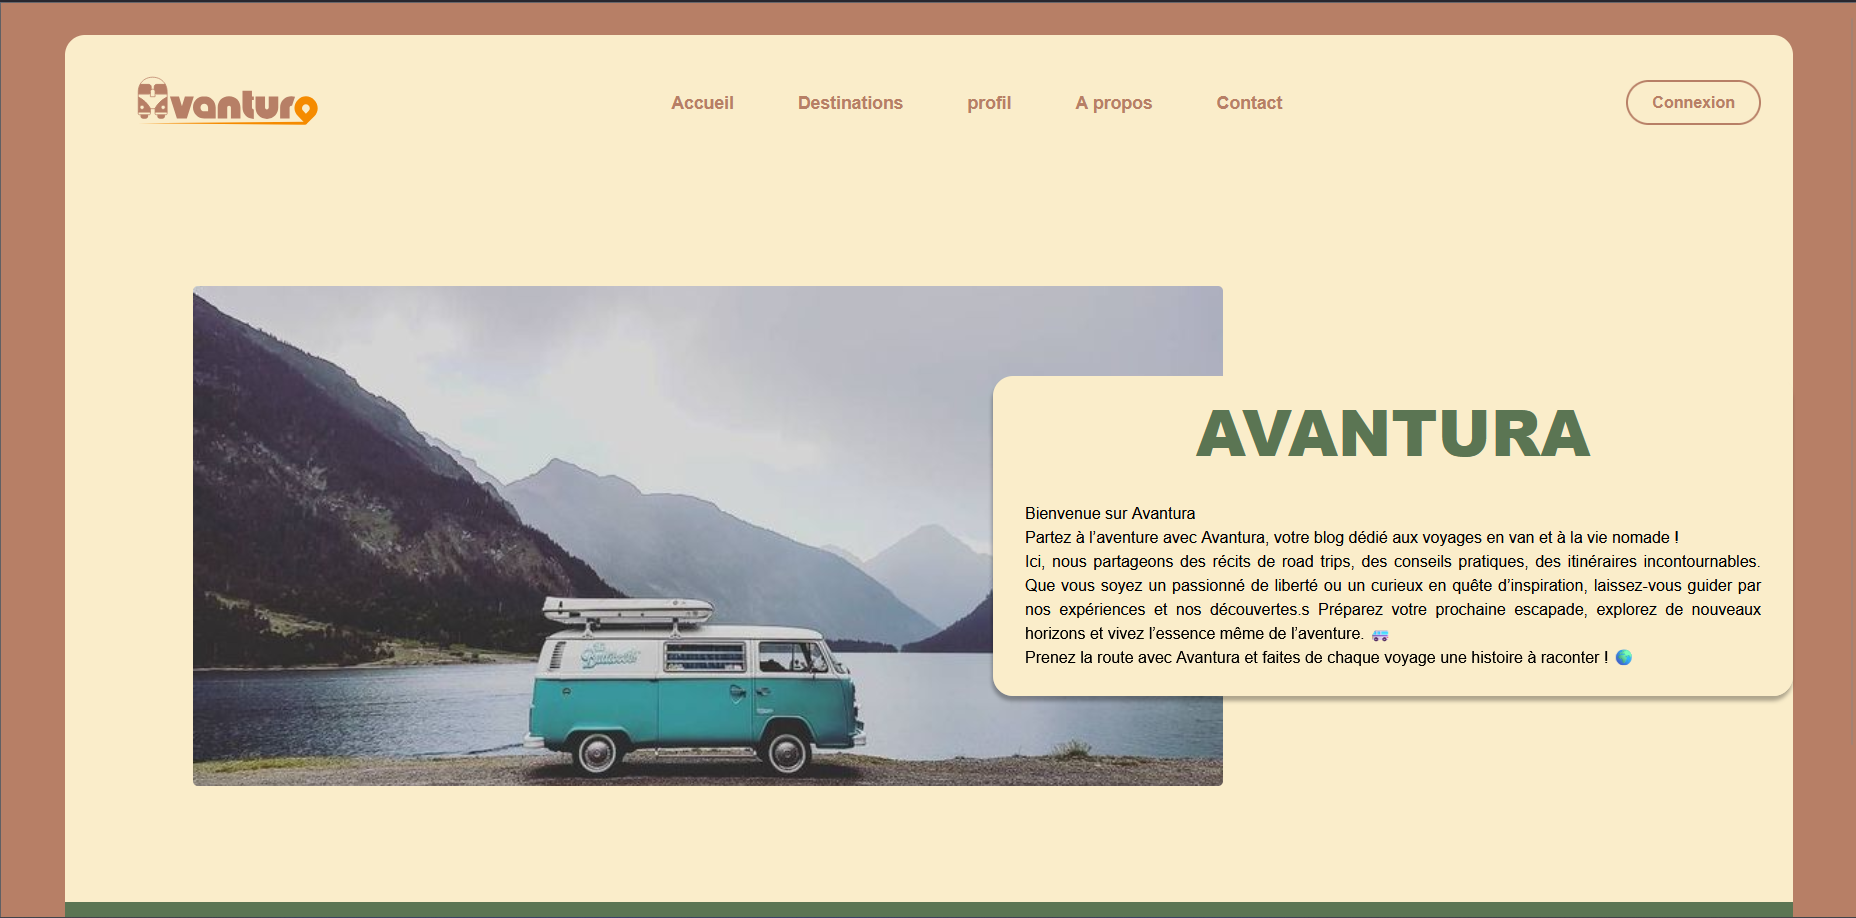 Avanturo
Accueil Destinations profil A propos Contact Connexion
AVANTURA
Bienvenue sur Avantura
Partez à l’aventure avec Avantura, votre blog dédié aux voyages en van et à la vie nomade !
Ici, nous partageons des récits de road trips, des conseils pratiques, des itinéraires incontournables.
Que vous soyez un passionné de liberté ou un curieux en quête d’inspiration, laissez-vous guider par
nos expériences et nos découvertes.s Préparez votre prochaine escapade, explorez de nouveaux
horizons et vivez l’essence même de l’aventure. 🚐
Prenez la route avec Avantura et faites de chaque voyage une histoire à raconter ! 🌍